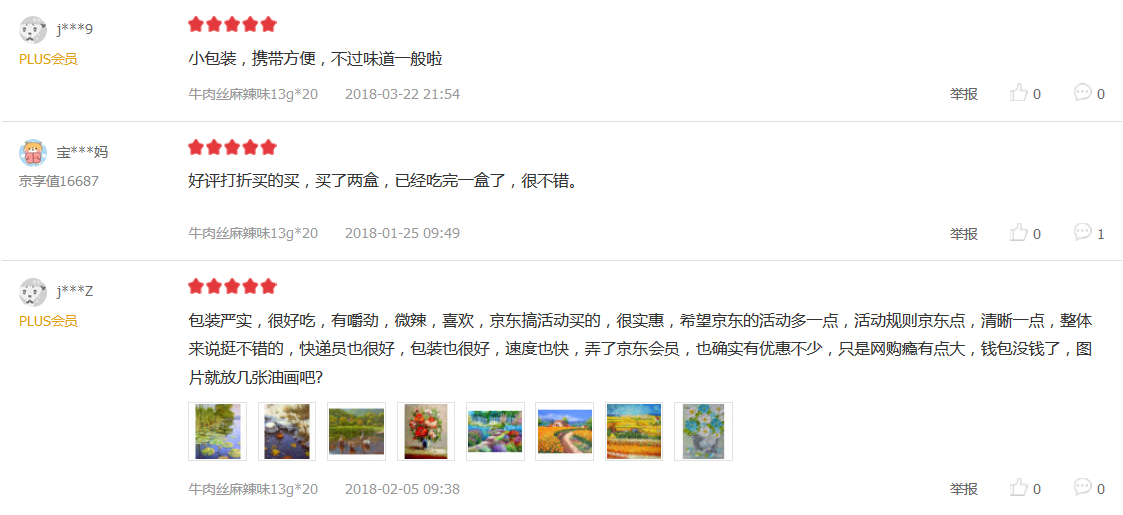 j***9
PLUS会员
小包装，携带方便，不过味道一般啦
牛肉丝麻辣味13g*20 2018-03-22 21:54 举报 0 0
宝***妈
京享值16687
好评打折买的买，买了两盒，已经吃完一盒了，很不错。
牛肉丝麻辣味13g*20 2018-01-25 09:49 举报 0 1
j***Z
PLUS会员
包装严实，很好吃，有嚼劲，微辣，喜欢，京东搞活动买的，很实惠，希望京东的活动多一点，活动规则京东点，清晰一点，整体
来说挺不错的，快递员也很好，包装也很好，速度也快，弄了京东会员，也确实有优惠不少，只是网购瘾有点大，钱包没钱了，图
片就放几张油画吧?
牛肉丝麻辣味13g*20 2018-02-05 09:38 举报 0 0